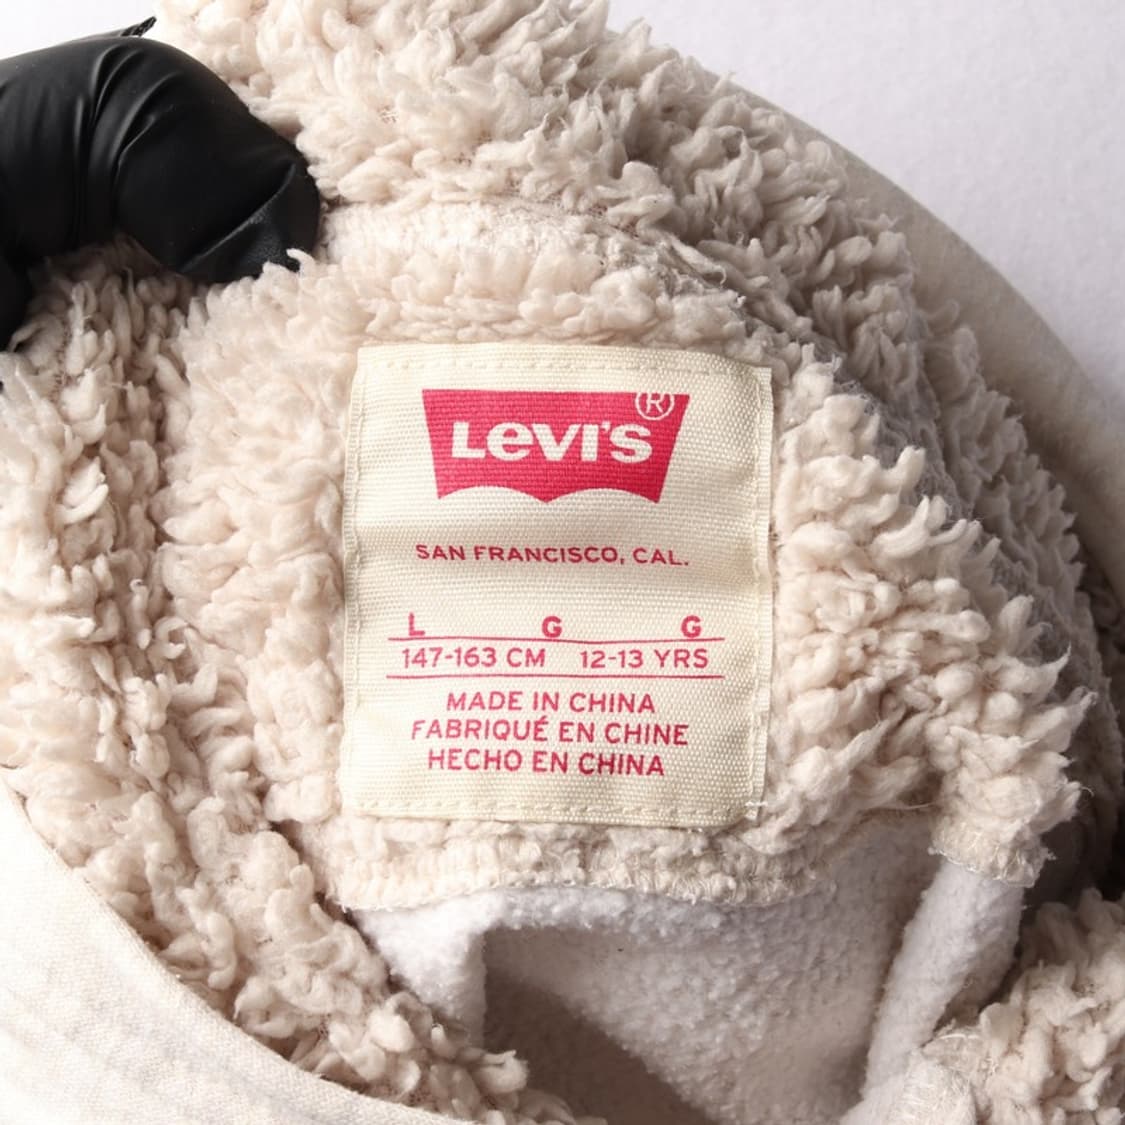 LEVI'S®
SAN FRANCISCO, CAL.
L G G
147-163 CM 12-13 YRS
MADE IN CHINA
FABRIQUÉ EN CHINE
HECHO EN CHINA